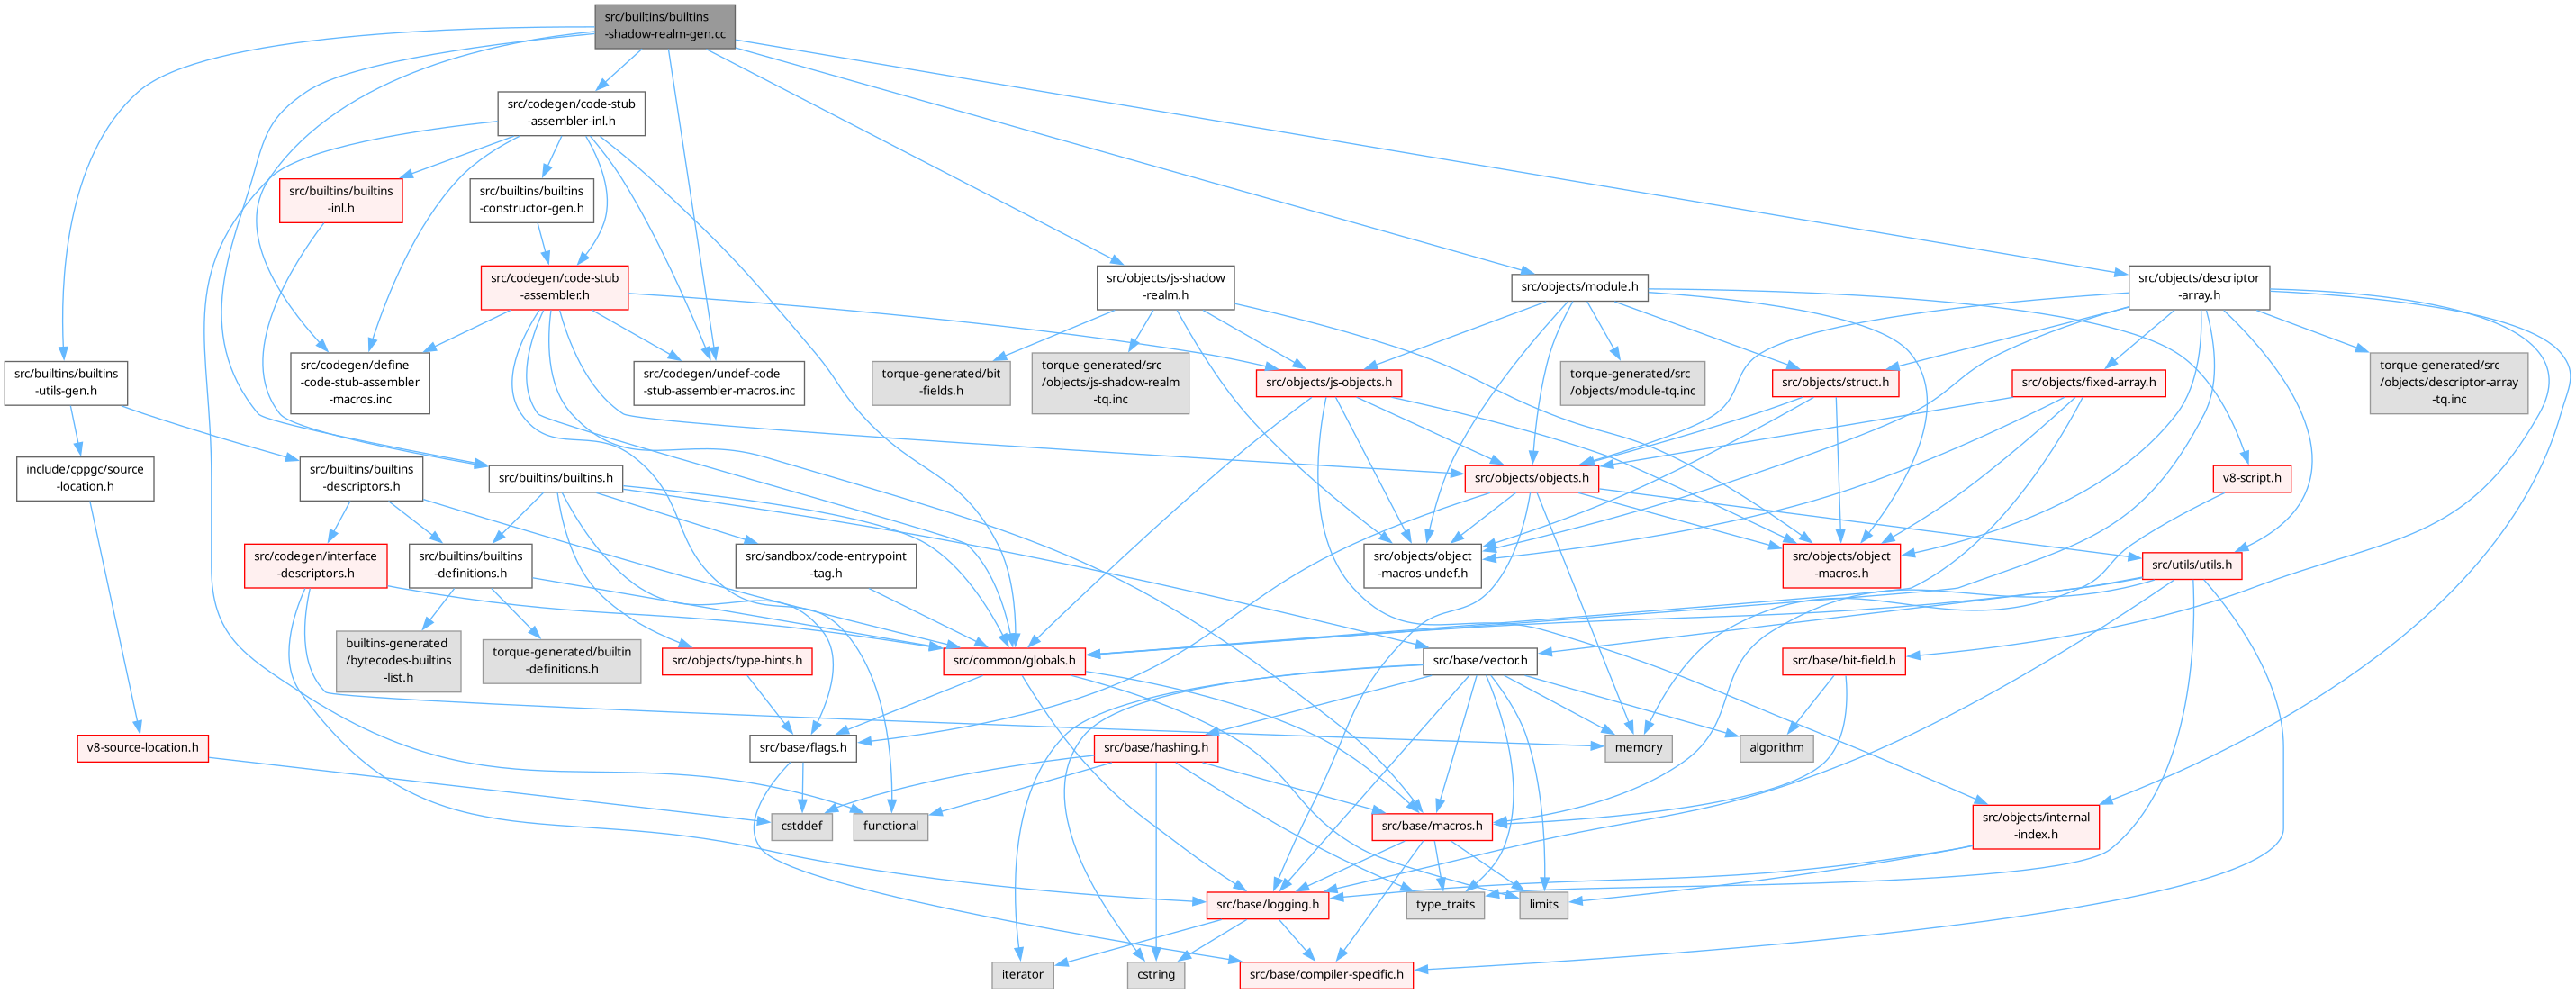 src/builtins/builtins
-shadow-realm-gen.cc
src/codegen/code-stub
-assembler-inl.h
src/builtins/builtins
-inl.h
src/builtins/builtins
-constructor-gen.h
src/codegen/code-stub
-assembler.h
src/objects/js-shadow
-realm.h
src/objects/module.h
src/objects/descriptor
-array.h
src/builtins/builtins
-utils-gen.h
src/codegen/define
-code-stub-assembler
-macros.inc
src/codegen/undef-code
-stub-assembler-macros.inc
torque-generated/bit
-fields.h
torque-generated/src
/objects/js-shadow-realm
-tq.inc
src/objects/js-objects.h
torque-generated/src
/objects/module-tq.inc
src/objects/struct.h
src/objects/fixed-array.h
torque-generated/src
/objects/descriptor-array
-tq.inc
include/cppgc/source
-location.h
src/builtins/builtins
-descriptors.h
src/builtins/builtins.h
src/objects/objects.h
v8-script.h
src/codegen/interface
-descriptors.h
src/builtins/builtins
-definitions.h
src/sandbox/code-entrypoint
-tag.h
src/objects/object
-macros-undef.h
src/objects/object
-macros.h
src/utils/utils.h
builtins-generated
/bytecodes-builtins
-list.h
torque-generated/builtin
-definitions.h
src/objects/type-hints.h
src/common/globals.h
src/base/vector.h
src/base/bit-field.h
v8-source-location.h
src/base/flags.h
src/base/hashing.h
memory
algorithm
cstddef
functional
src/base/macros.h
src/objects/internal
-index.h
src/base/logging.h
type_traits
limits
iterator
cstring
src/base/compiler-specific.h